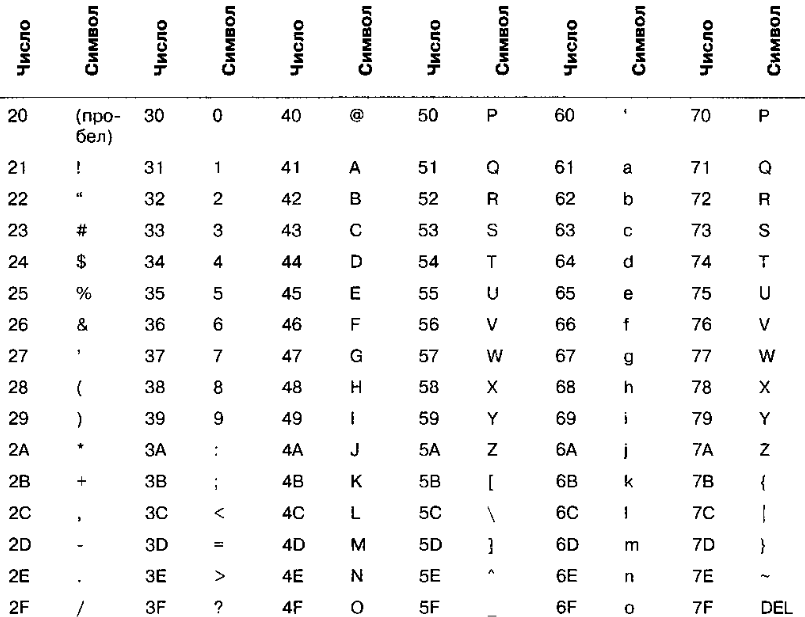 Число Символ Число Символ Число Символ Число Символ Число Символ Число Символ
20 (про- 30 0 40 @ 50 P 60 ‘ 70 P
бел)
21 ! 31 1 41 A 51 Q 61 a 71 Q
22 “ 32 2 42 B 52 R 62 b 72 R
23 # 33 3 43 C 53 S 63 c 73 S
24 $ 34 4 44 D 54 T 64 d 74 T
25 % 35 5 45 E 55 U 65 e 75 U
26 & 36 6 46 F 56 V 66 f 76 V
27 ’ 37 7 47 G 57 W 67 g 77 W
28 ( 38 8 48 H 58 X 68 h 78 X
29 ) 39 9 49 I 59 Y 69 i 79 Y
2A * 3A : 4A J 5A Z 6A j 7A Z
2B + 3B ; 4B K 5B [ 6B k 7B {
2C , 3C < 4C L 5C \ 6C l 7C |
2D - 3D = 4D M 5D ] 6D m 7D }
2E . 3E > 4E N 5E ^ 6E n 7E ~
2F / 3F ? 4F O 5F _ 6F o 7F DEL